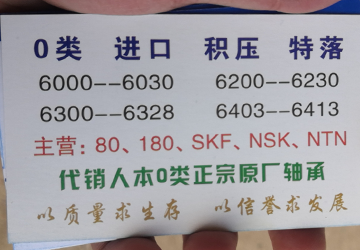 0类 进口 积压 特落
6000--6030 6200--6230
6300--6328 6403--6413
主营: 80、180、SKF、NSK、NTN
代销人本0类正宗原厂轴承
以质量求生存 以信誉求发展